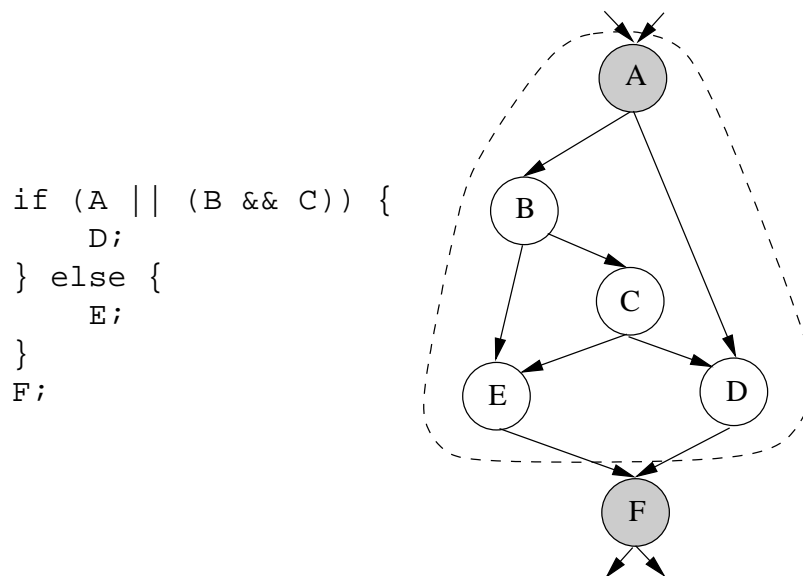 if (A || (B && C)) {
    D;
} else {
    E;
}
F;
A
B
C
E
D
F